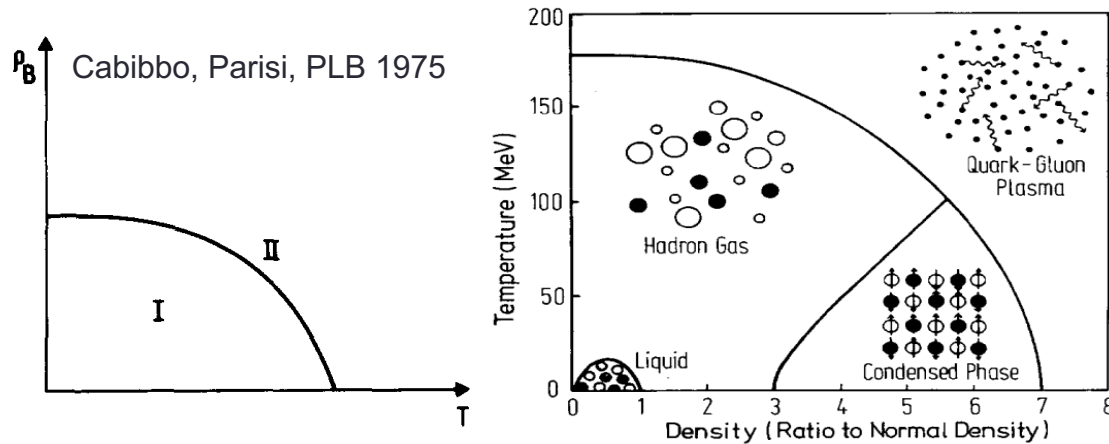 ρB
Cabibbo, Parisi, PLB 1975
I
II
T
200
150
100
50
0
Temperature (MeV)
Hadron Gas
Quark-Gluon
Plasma
Liquid
Condensed Phase
0 1 2 3 4 5 6 7 8
Density (Ratio to Normal Density)